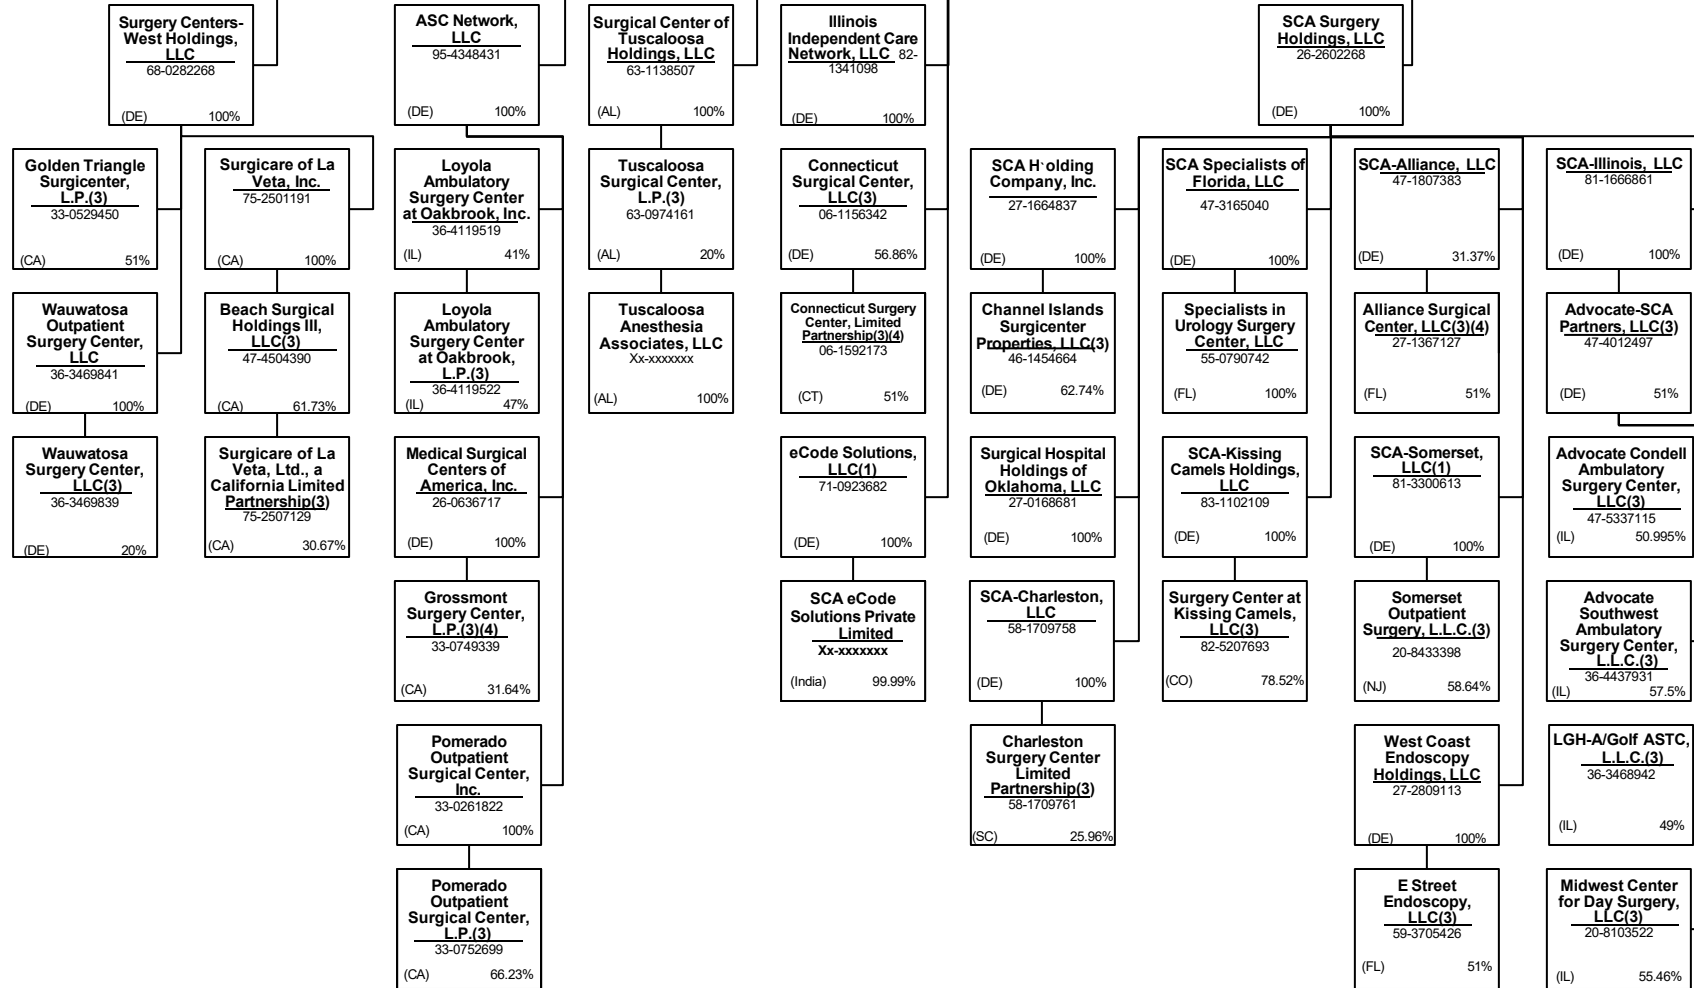 Surgery Centers-
West Holdings,
LLC
68-0282268
(DE) 100%
ASC Network,
LLC
95-4348431
(DE) 100%
Surgical Center of
Tuscaloosa
Holdings, LLC
63-1138507
(AL) 100%
Illinois
Independent Care
Network, LLC 82-
1341098
(DE) 100%
SCA Surgery
Holdings, LLC
26-2602268
(DE) 100%
Golden Triangle
Surgicenter,
L.P.(3)
33-0529450
(CA) 51%
Surgicare of La
Veta, Inc.
75-2501191
(CA) 100%
Loyola
Ambulatory
Surgery Center
at Oakbrook, Inc.
36-4119519
(IL) 41%
Tuscaloosa
Surgical Center,
L.P.(3)
63-0974161
(AL) 20%
Connecticut
Surgical Center,
LLC(3)
06-1156342
(DE) 56.86%
SCA H`olding
Company, Inc.
27-1664837
(DE) 100%
SCA Specialists of
Florida, LLC
47-3165040
(DE) 100%
SCA-Alliance, LLC
47-1807383
(DE) 31.37%
SCA-Illinois, LLC
81-1666861
(DE) 100%
Wauwatosa
Outpatient
Surgery Center,
LLC
36-3469841
(DE) 100%
Beach Surgical
Holdings III,
LLC(3)
47-4504390
(CA) 61.73%
Loyola
Ambulatory
Surgery Center
at Oakbrook,
L.P.(3)
36-4119522
(IL) 47%
Tuscaloosa
Anesthesia
Associates, LLC
Xx-xxxxxxx
(AL) 100%
Connecticut Surgery
Center, Limited
Partnership(3)(4)
06-1592173
(CT) 51%
Channel Islands
Surgicenter
Properties, LLC(3)
46-1454664
(DE) 62.74%
Specialists in
Urology Surgery
Center, LLC
55-0790742
(FL) 100%
Alliance Surgical
Center, LLC(3)(4)
27-1367127
(FL) 51%
Advocate-SCA
Partners, LLC(3)
47-4012497
(DE) 51%
Wauwatosa
Surgery Center,
LLC(3)
36-3469839
(DE) 20%
Surgicare of La
Veta, Ltd., a
California Limited
Partnership(3)
75-2507129
(CA) 30.67%
Medical Surgical
Centers of
America, Inc.
26-0636717
(DE) 100%
eCode Solutions,
LLC(1)
71-0923682
(DE) 100%
Surgical Hospital
Holdings of
Oklahoma, LLC
27-0168681
(DE) 100%
SCA-Kissing
Camels Holdings,
LLC
83-1102109
(DE) 100%
SCA-Somerset,
LLC(1)
81-3300613
(DE) 100%
Advocate Condell
Ambulatory
Surgery Center,
LLC(3)
47-5337115
(IL) 50.995%
Grossmont
Surgery Center,
L.P.(3)(4)
33-0749339
(CA) 31.64%
SCA eCode
Solutions Private
Limited
Xx-xxxxxxx
(India) 99.99%
SCA-Charleston,
LLC
58-1709758
(DE) 100%
Surgery Center at
Kissing Camels,
LLC(3)
82-5207693
(CO) 78.52%
Somerset
Outpatient
Surgery, L.L.C.(3)
20-8433398
(NJ) 58.64%
Advocate
Southwest
Ambulatory
Surgery Center,
L.L.C.(3)
36-4437931
(IL) 57.5%
Pomerado
Outpatient
Surgical Center,
Inc.
33-0261822
(CA) 100%
Charleston
Surgery Center
Limited
Partnership(3)
58-1709761
(SC) 25.96%
West Coast
Endoscopy
Holdings, LLC
27-2809113
(DE) 100%
LGH-A/Golf ASTC,
L.L.C.(3)
36-3468942
(IL) 49%
Pomerado
Outpatient
Surgical Center,
L.P.(3)
33-0752699
(CA) 66.23%
E Street
Endoscopy,
LLC(3)
59-3705426
(FL) 51%
Midwest Center
for Day Surgery,
LLC(3)
20-8103522
(IL) 55.46%